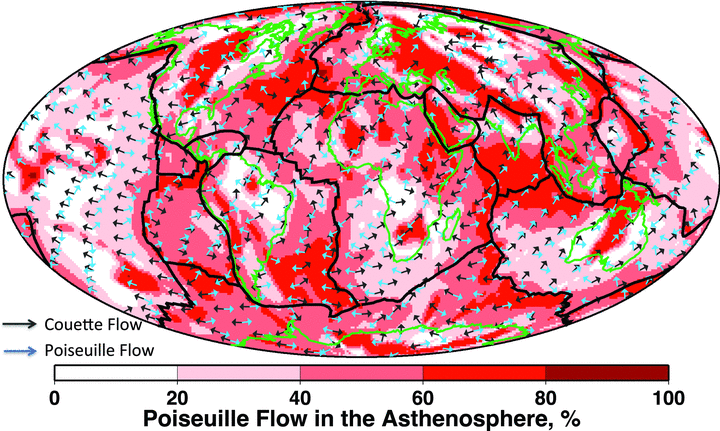 Couette Flow
Poiseuille Flow
0 20 40 60 80 100
Poiseuille Flow in the Asthenosphere, %